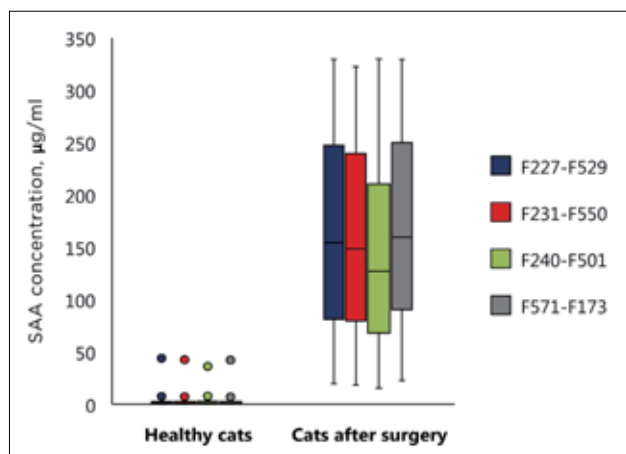 SAA concentration, µg/ml
350
300
250
200
150
100
50
0
Healthy cats
Cats after surgery
F227-F529
F231-F550
F240-F501
F571-F173